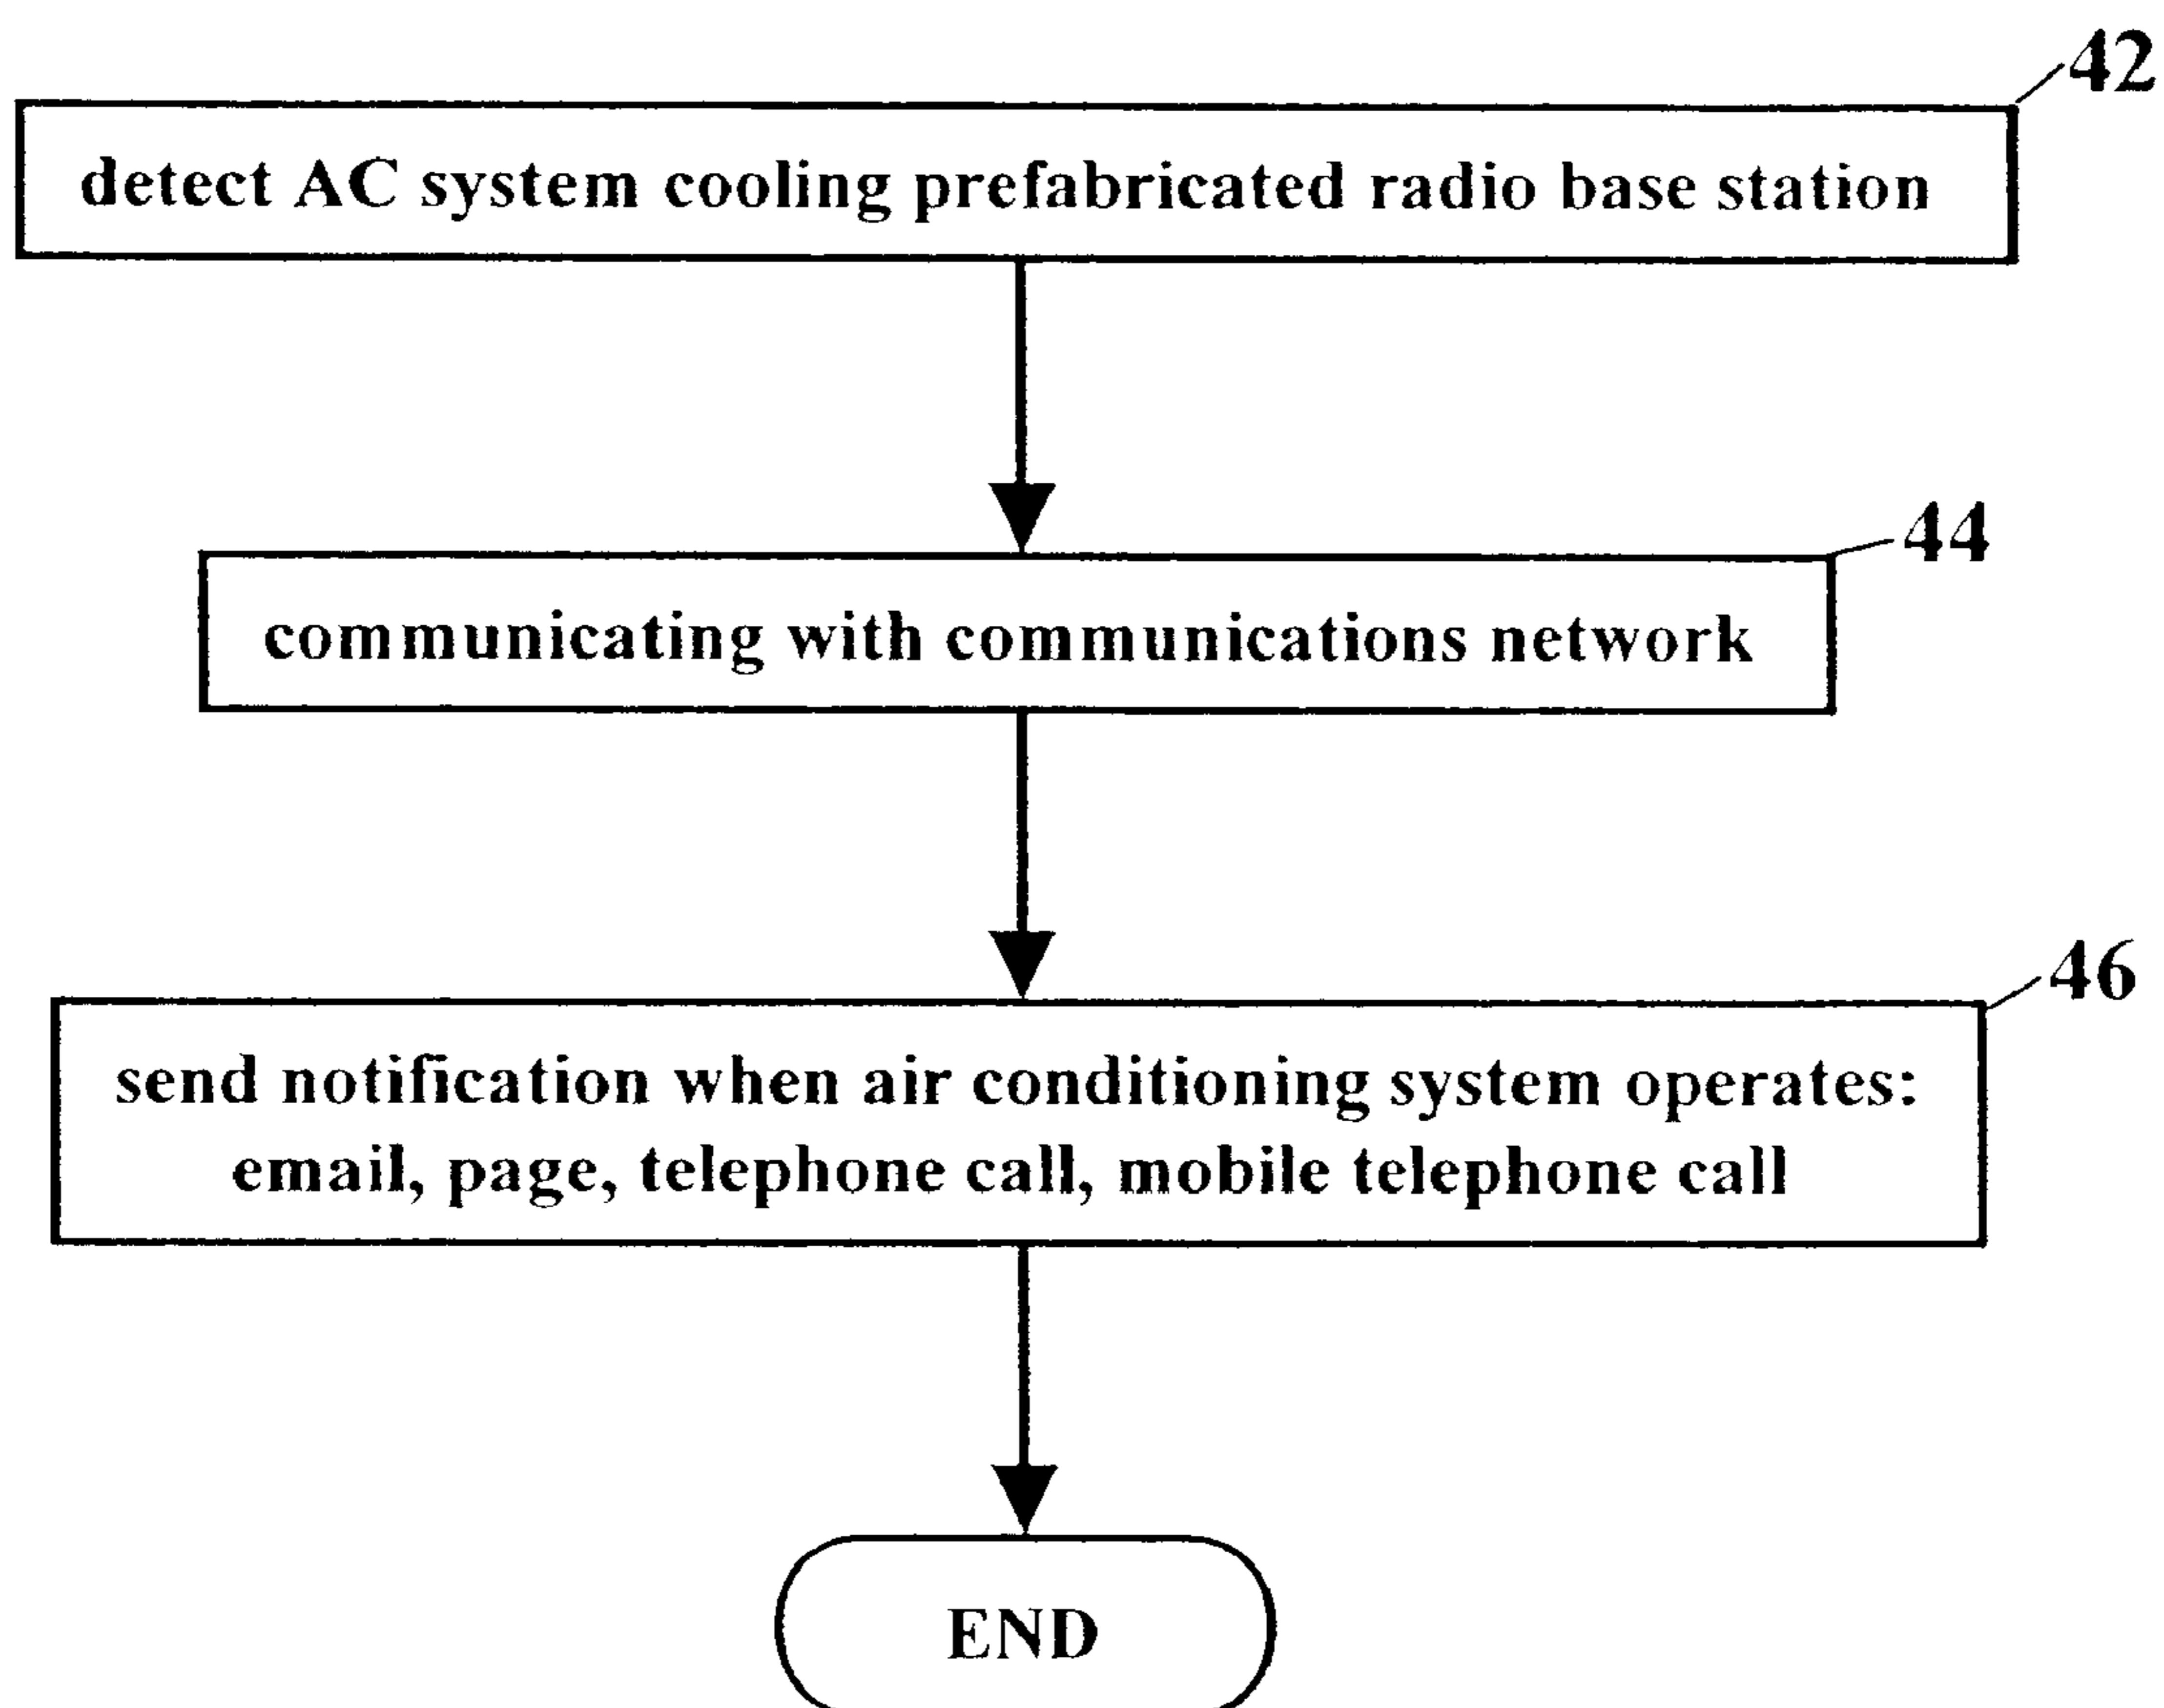 42
detect AC system cooling prefabricated radio base station
44
communicating with communications network
46
send notification when air conditioning system operates:
email, page, telephone call, mobile telephone call
END